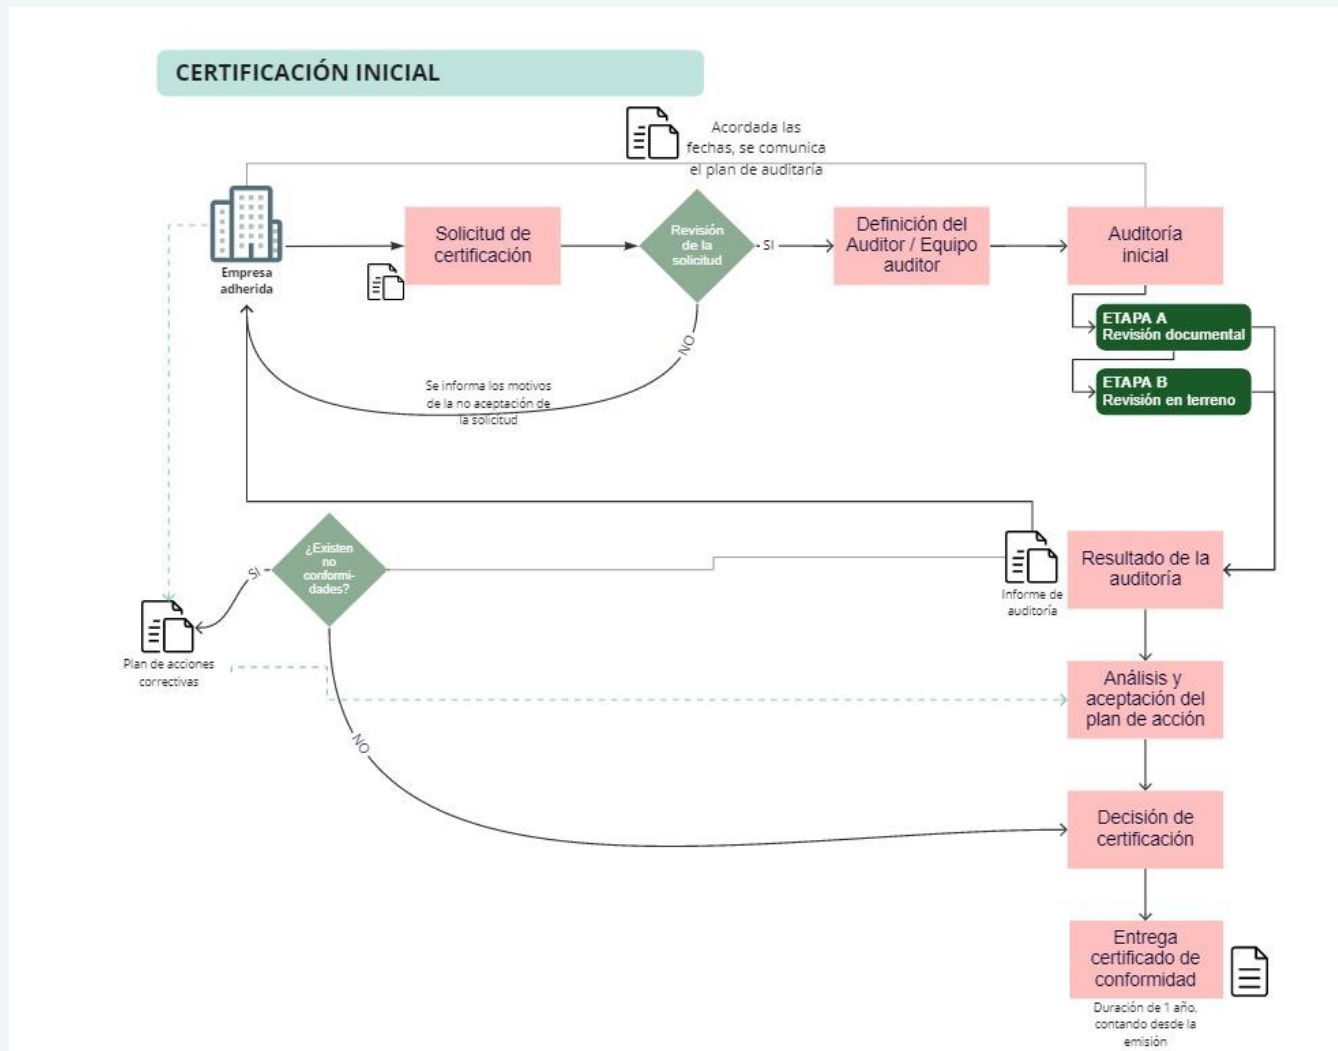 CERTIFICACIÓN INICIAL
Acordada las
fechas, se comunica
el plan de auditaría
Empresa
adherida
Solicitud de
certificación
Revisión
de la
solicitud
SI
Definición del
Auditor / Equipo
auditor
Auditoría
inicial
ETAPA A
Revisión documental
ETAPA B
Revisión en terreno
NO
Se informa los motivos
de la no aceptación de
la solicitud
¿Existen
no
conformi-
dades?
SI
Informe de
auditoría
Resultado de la
auditoría
Plan de acciones
correctivas
Análisis y
aceptación del
plan de acción
NO
Decisión de
certificación
Entrega
certificado de
conformidad
Duración de 1 año,
contando desde la
emisión